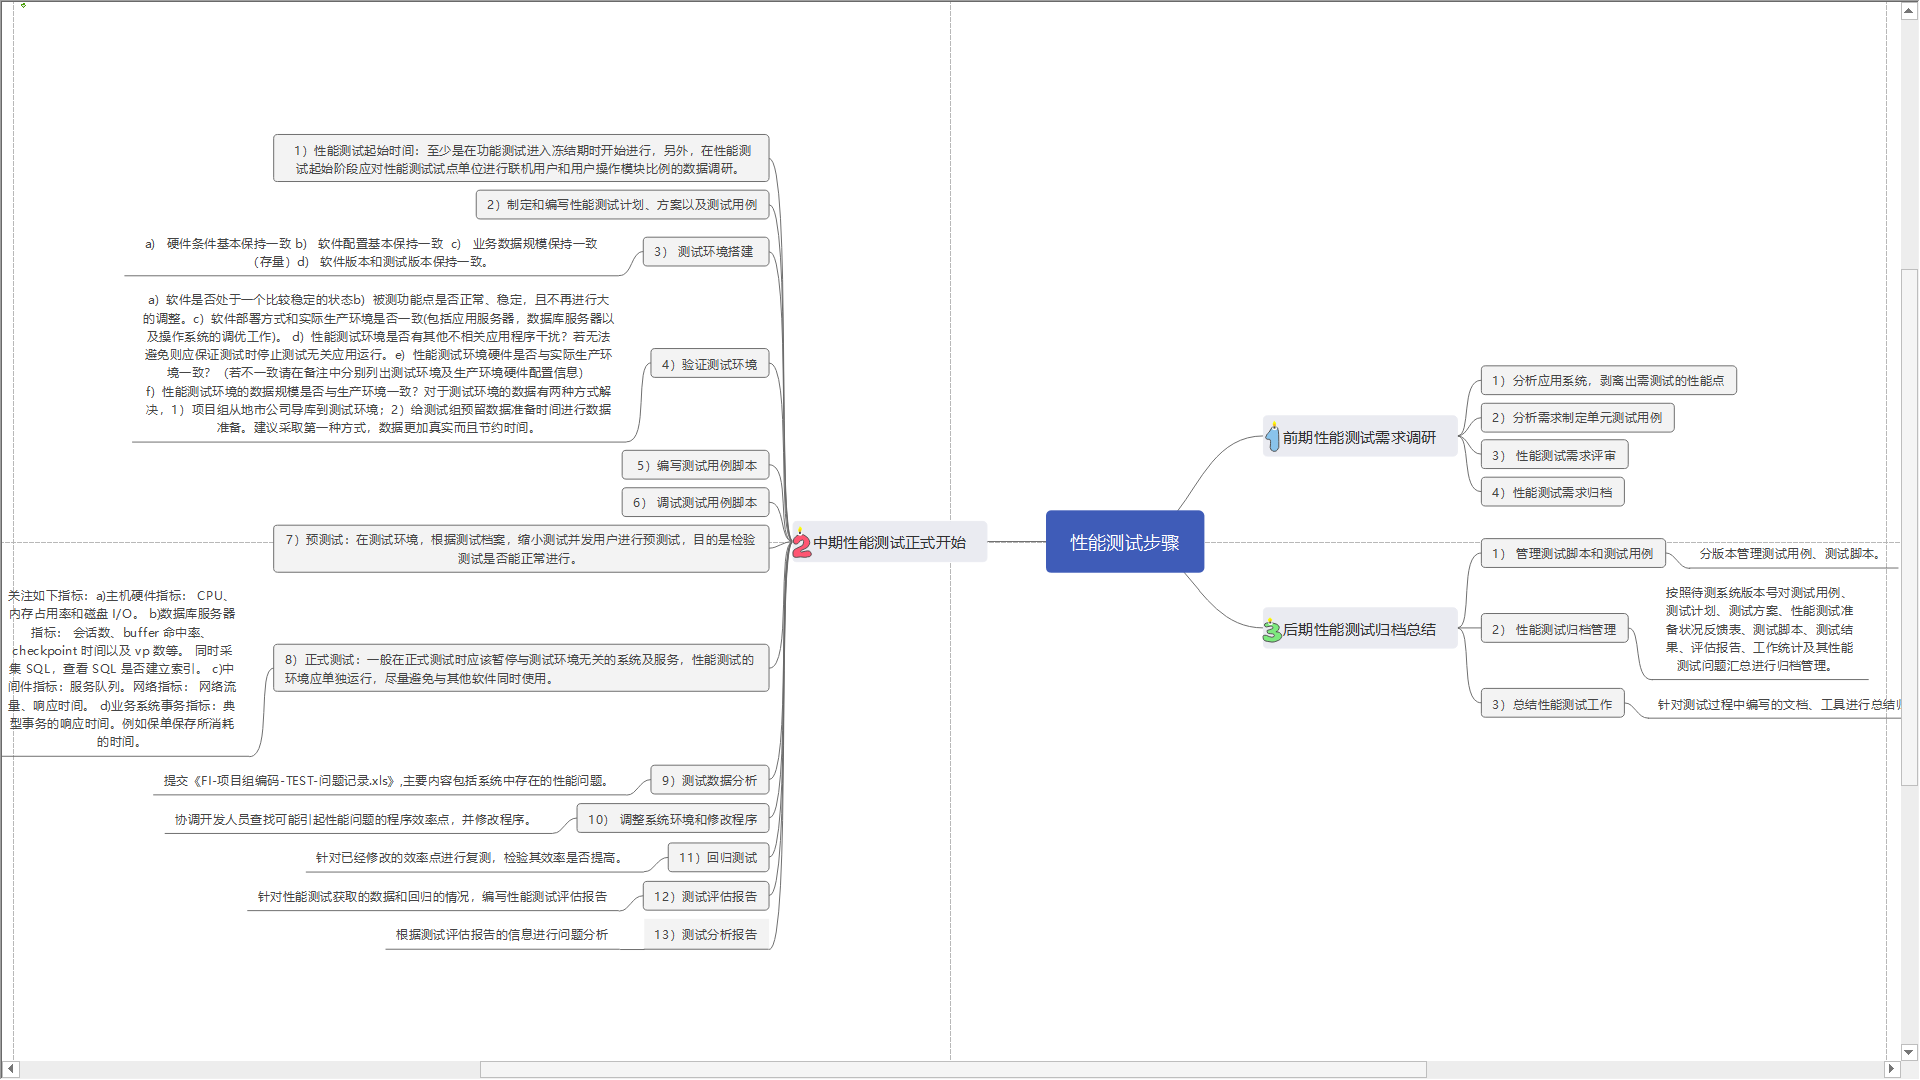 性能测试步骤
前期性能测试需求调研
1）分析应用系统，剥离出需测试的性能点
2）分析需求制定单元测试用例
3） 性能测试需求评审
4）性能测试需求归档
中期性能测试正式开始
1）性能测试起始时间：至少是在功能测试进入冻结期时开始进行，另外，在性能测
试起始阶段应对性能测试试点单位进行联机用户和用户操作模块比例的数据调研。
2）制定和编写性能测试计划、方案以及测试用例
3） 测试环境搭建
a） 硬件条件基本保持一致 b） 软件配置基本保持一致 c） 业务数据规模保持一致
（存量）d） 软件版本和测试版本保持一致。
4）验证测试环境
a）软件是否处于一个比较稳定的状态b）被测功能点是否正常、稳定，且不再进行大
的调整。c）软件部署方式和实际生产环境是否一致(包括应用服务器，数据库服务器以
及操作系统的调优工作)。 d）性能测试环境是否有其他不相关应用程序干扰？若无法
避免则应保证测试时停止测试无关应用运行。e）性能测试环境硬件是否与实际生产环
境一致？ （若不一致请在备注中分别列出测试环境及生产环境硬件配置信息）
f）性能测试环境的数据规模是否与生产环境一致？对于测试环境的数据有两种方式解
决，1）项目组从地市公司导库到测试环境；2）给测试组预留数据准备时间进行数据
准备。建议采取第一种方式，数据更加真实而且节约时间。
5）编写测试用例脚本
6） 调试测试用例脚本
7）预测试：在测试环境，根据测试档案，缩小测试并发用户进行预测试，目的是检验
测试是否能正常进行。
8）正式测试：一般在正式测试时应该暂停与测试环境无关的系统及服务，性能测试的
环境应单独运行，尽量避免与其他软件同时使用。
关注如下指标：a)主机硬件指标： CPU、
内存占用率和磁盘 I/O。 b)数据库服务器
指标： 会话数、buffer 命中率、
checkpoint 时间以及 vp 数等。 同时采
集 SQL，查看 SQL 是否建立索引。 c)中
间件指标：服务队列。网络指标： 网络流
量、响应时间。 d)业务系统事务指标：典
型事务的响应时间。例如保单保存所消耗
的时间。
9）测试数据分析
提交《FI-项目组编码-TEST-问题记录.xls》,主要内容包括系统中存在的性能问题。
10） 调整系统环境和修改程序
协调开发人员查找可能引起性能问题的程序效率点，并修改程序。
11）回归测试
针对已经修改的效率点进行复测，检验其效率是否提高。
12）测试评估报告
针对性能测试获取的数据和回归的情况，编写性能测试评估报告
13）测试分析报告
根据测试评估报告的信息进行问题分析
后期性能测试归档总结
1） 管理测试脚本和测试用例
分版本管理测试用例、测试脚本。
2） 性能测试归档管理
按照待测系统版本号对测试用例、
测试计划、测试方案、性能测试准
备状况反馈表、测试脚本、测试结
果、评估报告、工作统计及其性能
测试问题汇总进行归档管理。
3）总结性能测试工作
针对测试过程中编写的文档、工具进行总结